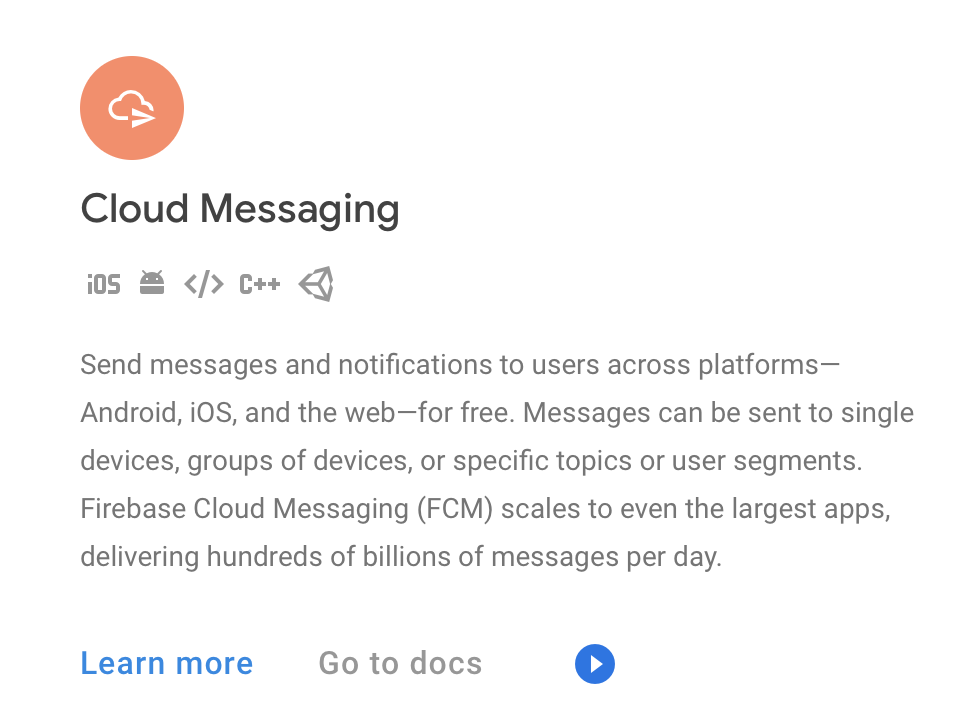 Cloud Messaging
iOS </> C++
Send messages and notifications to users across platforms—
Android, iOS, and the web—for free. Messages can be sent to single
devices, groups of devices, or specific topics or user segments.
Firebase Cloud Messaging (FCM) scales to even the largest apps,
delivering hundreds of billions of messages per day.
Learn more Go to docs